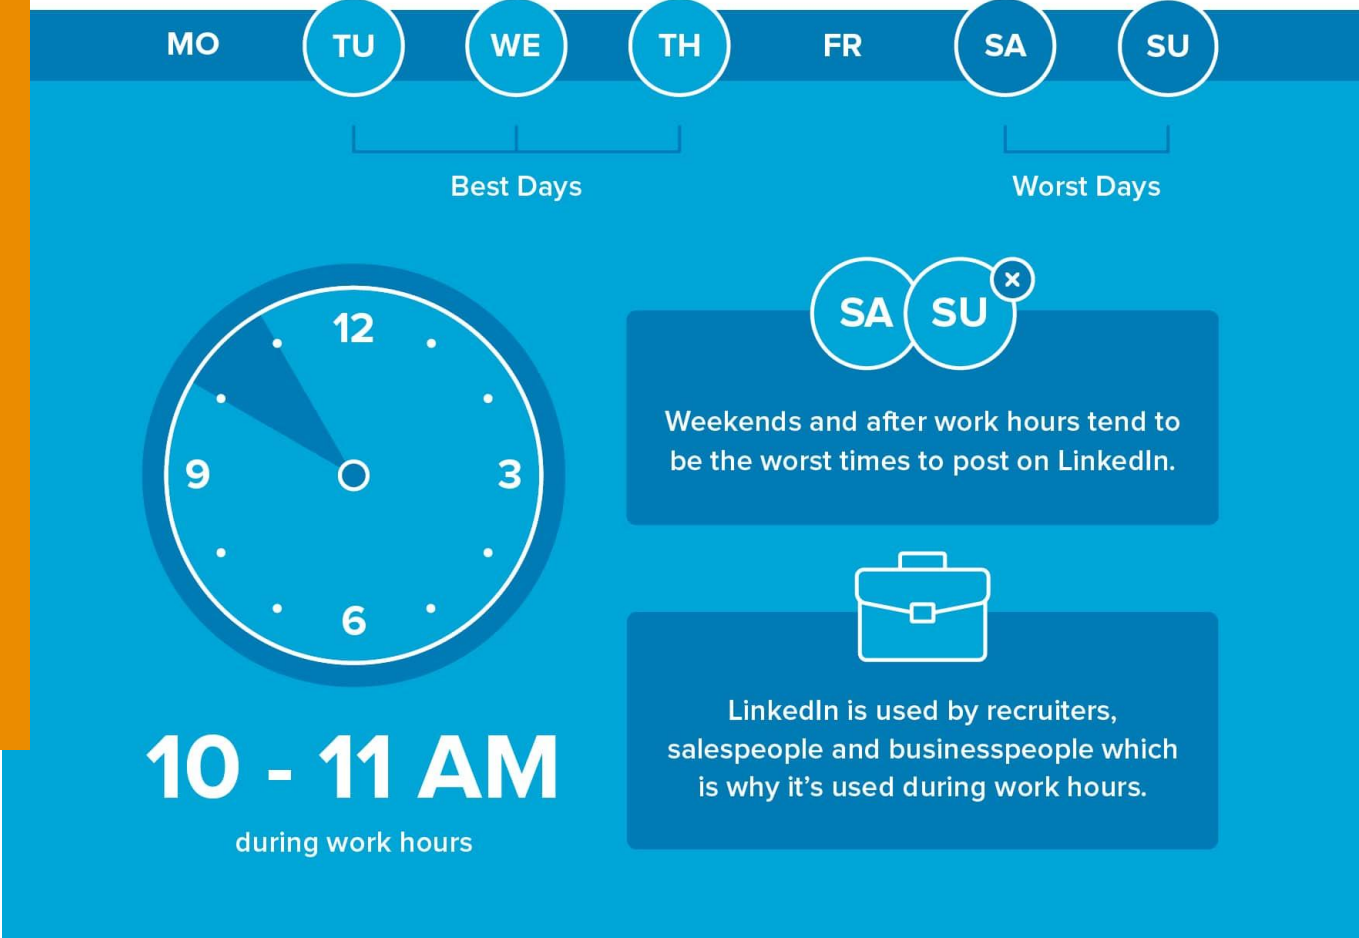 MO TU WE TH FR SA SU
Best Days
Worst Days
12
9
3
6
10 - 11 AM
during work hours
SA SU x
Weekends and after work hours tend to
be the worst times to post on LinkedIn.
LinkedIn is used by recruiters,
salespeople and businesspeople which
is why it’s used during work hours.